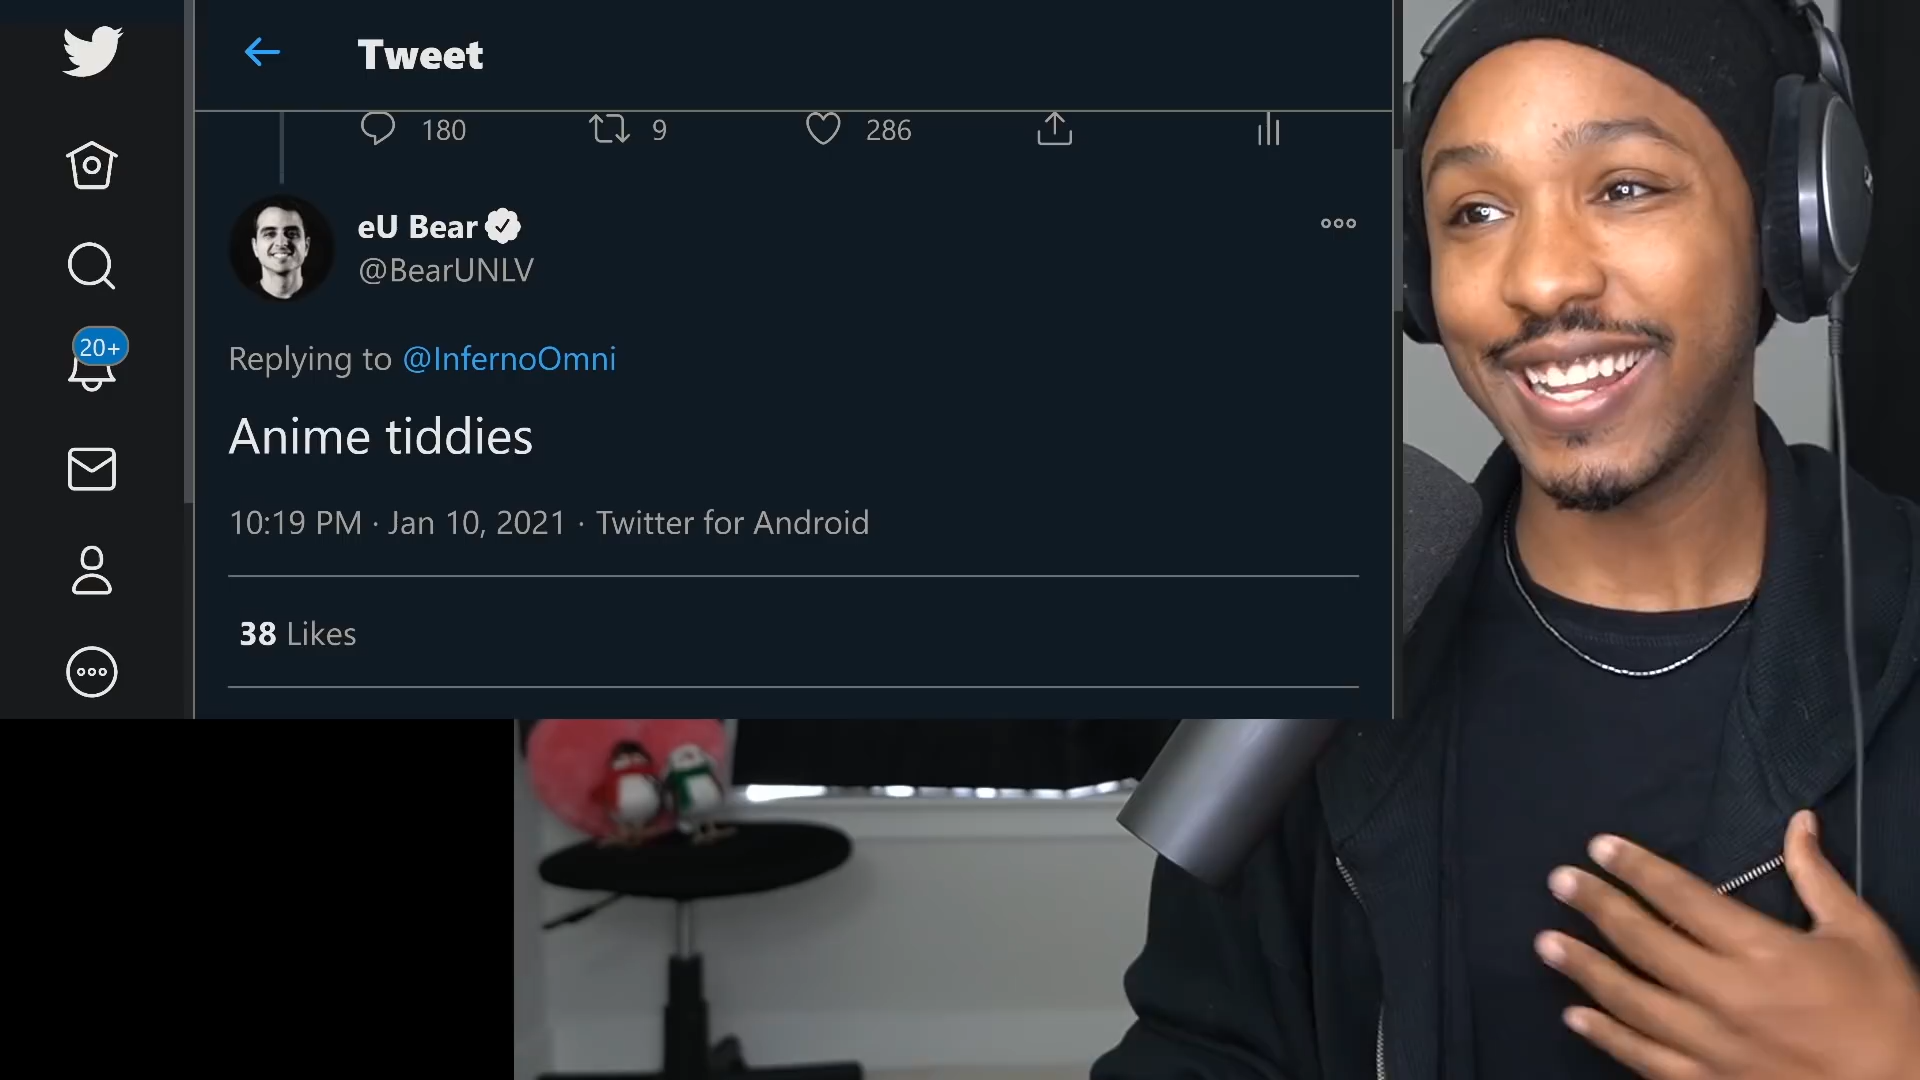 Tweet
180 9 286
eU Bear
@BearUNLV
20+
Replying to @InfernoOmni
Anime tiddies
10:19 PM · Jan 10, 2021 · Twitter for Android
38 Likes